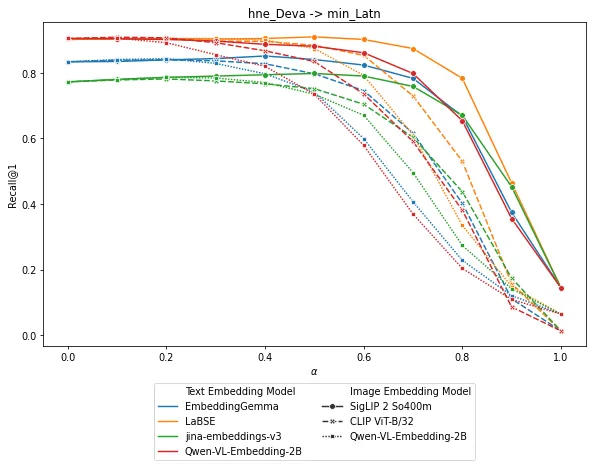 hne_Deva -> min_Latn
Recall@1
0.8
0.6
0.4
0.2
0.0
0.0 0.2 0.4 0.6 0.8 1.0
α
Text Embedding Model
EmbeddingGemma
LaBSE
jina-embeddings-v3
Qwen-VL-Embedding-2B
Image Embedding Model
SigLIP 2 So400m
CLIP ViT-B/32
Qwen-VL-Embedding-2B